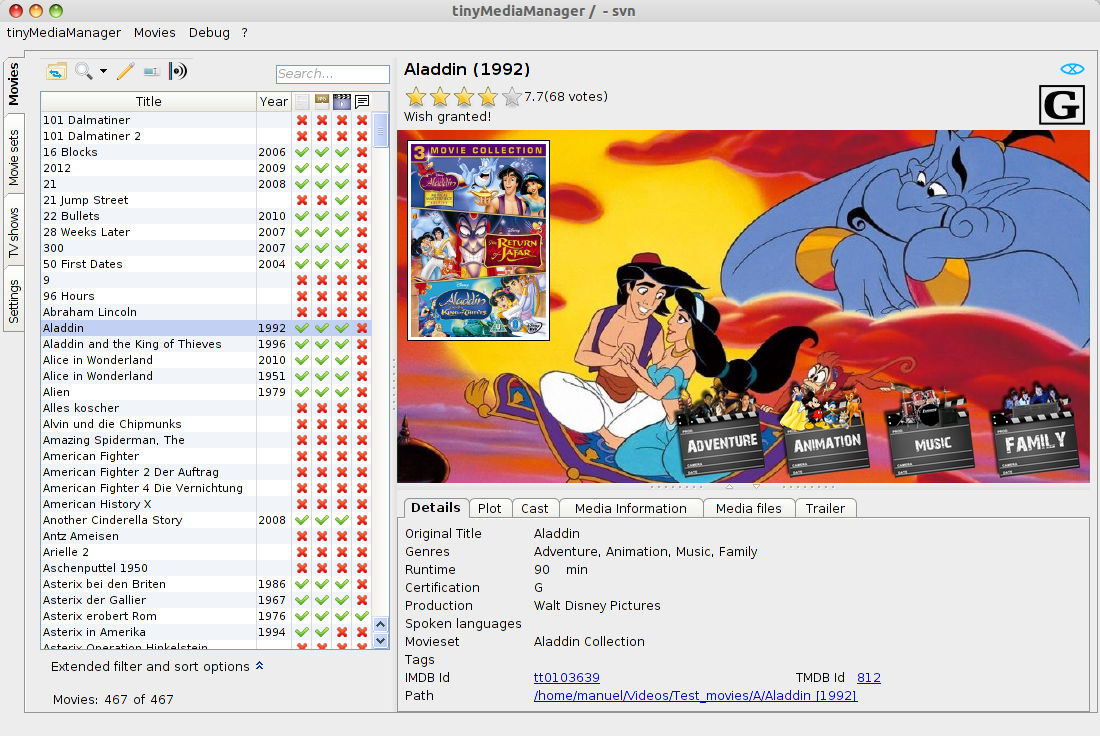 tinyMediaManager / - svn
tinyMediaManager Movies Debug ?
Movies
Movie sets
TV shows
Settings
Search...
Title Year
101 Dalmatiner
101 Dalmatiner 2
16 Blocks 2006
2012 2009
21 2008
21 Jump Street
22 Bullets 2010
28 Weeks Later 2007
300 2007
50 First Dates 2004
9
96 Hours
Abraham Lincoln
Aladdin 1992
Aladdin and the King of Thieves 1996
Alice in Wonderland 2010
Alice in Wonderland 1951
Alien 1979
Alles koscher
Alvin und die Chipmunks
Amazing Spiderman, The
American Fighter
American Fighter 2 Der Auftrag
American Fighter 4 Die Vernichtung
American History X
Another Cinderella Story 2008
Antz Ameisen
Arielle 2
Aschenputtel 1950
Asterix bei den Briten 1986
Asterix der Gallier 1967
Asterix erobert Rom 1976
Asterix in Amerika 1994
Asterix Operation Hinkelstein
Extended filter and sort options
Movies: 467 of 467
Aladdin (1992)
7.7(68 votes)
Wish granted!
G
3 MOVIE COLLECTION
Disney
Aladdin
Disney
THE RETURN OF JAFAR
Disney
Aladdin
AND THE KING OF THIEVES
ADVENTURE
ANIMATION
MUSIC
FAMILY
Details Plot Cast Media Information Media files Trailer
Original Title Aladdin
Genres Adventure, Animation, Music, Family
Runtime 90 min
Certification G
Production Walt Disney Pictures
Spoken languages
Movieset Aladdin Collection
Tags
IMDB Id tt0103639 TMDB Id 812
Path /home/manuel/Videos/Test_movies/A/Aladdin [1992]